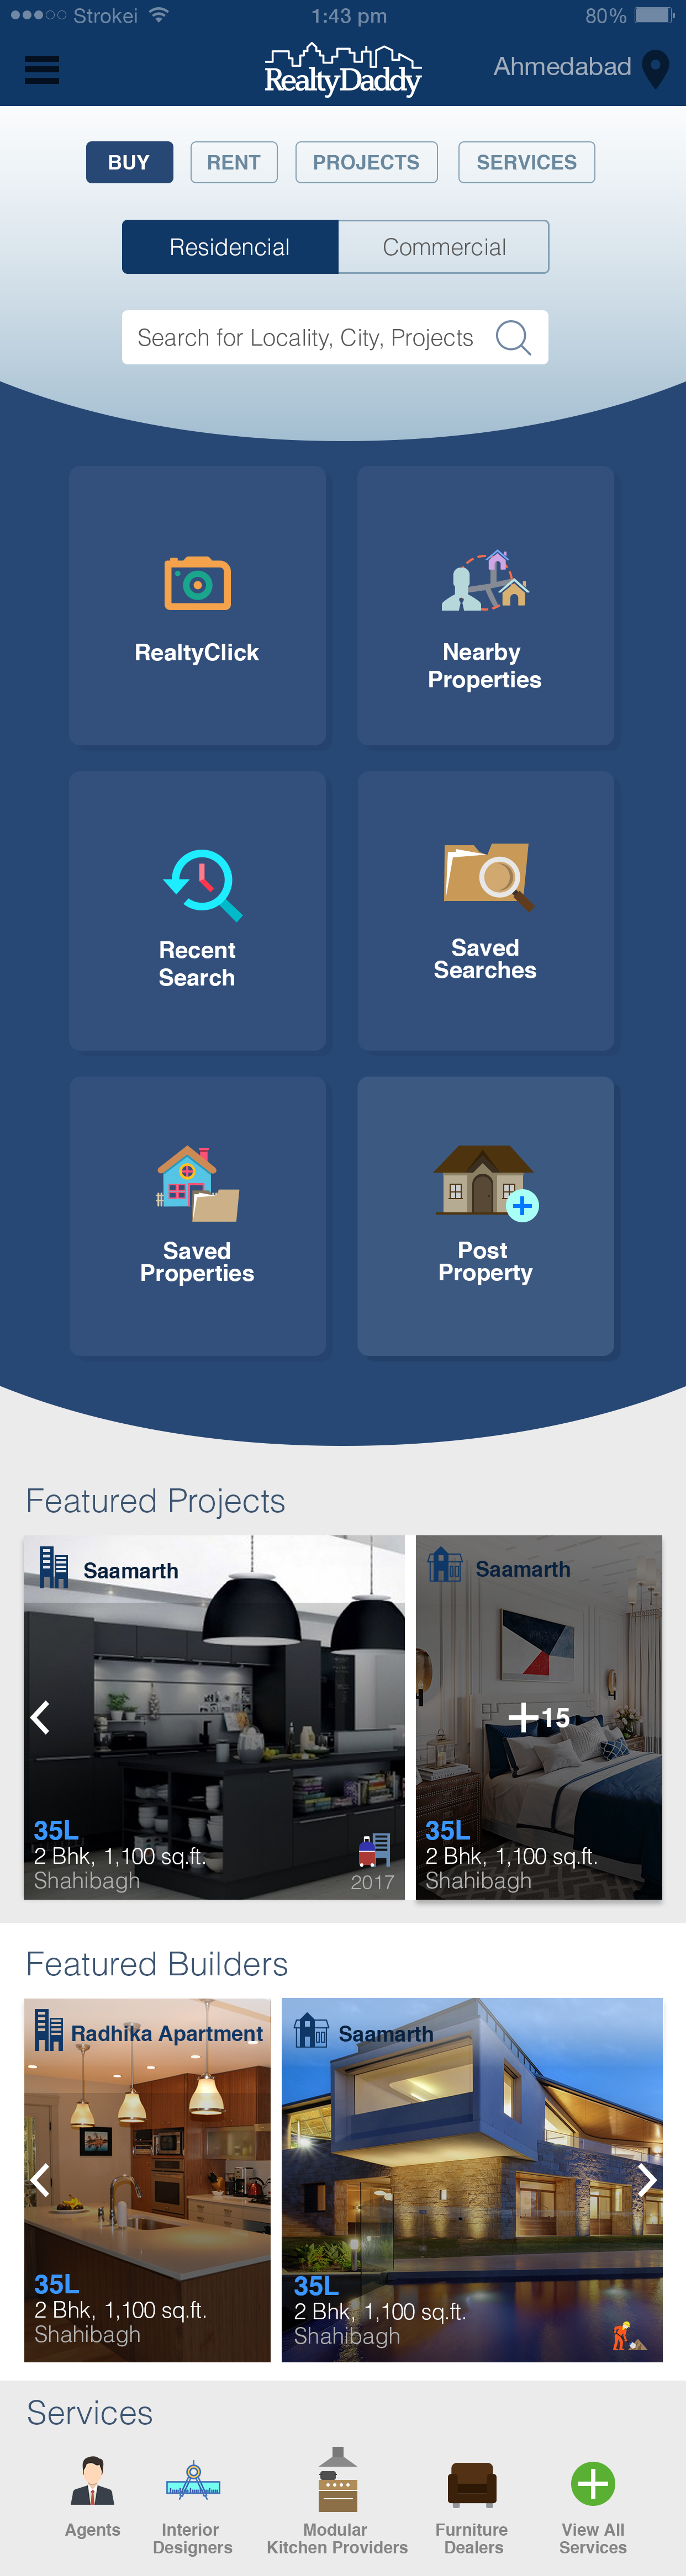 Strokei
1:43 pm
80%
RealtyDaddy
Ahmedabad
BUY
RENT
PROJECTS
SERVICES
Residencial
Commercial
Search for Locality, City, Projects
RealtyClick
Nearby
Properties
Recent
Search
Saved
Searches
Saved
Properties
Post
Property
Featured Projects
Saamarth
35L
2 Bhk, 1,100 sq.ft.
Shahibagh
2017
Saamarth
+15
35L
2 Bhk, 1,100 sq.ft.
Shahibagh
Featured Builders
Radhika Apartment
35L
2 Bhk, 1,100 sq.ft.
Shahibagh
Saamarth
35L
2 Bhk, 1,100 sq.ft.
Shahibagh
Services
Agents
Interior
Designers
Modular
Kitchen Providers
Furniture
Dealers
View All
Services